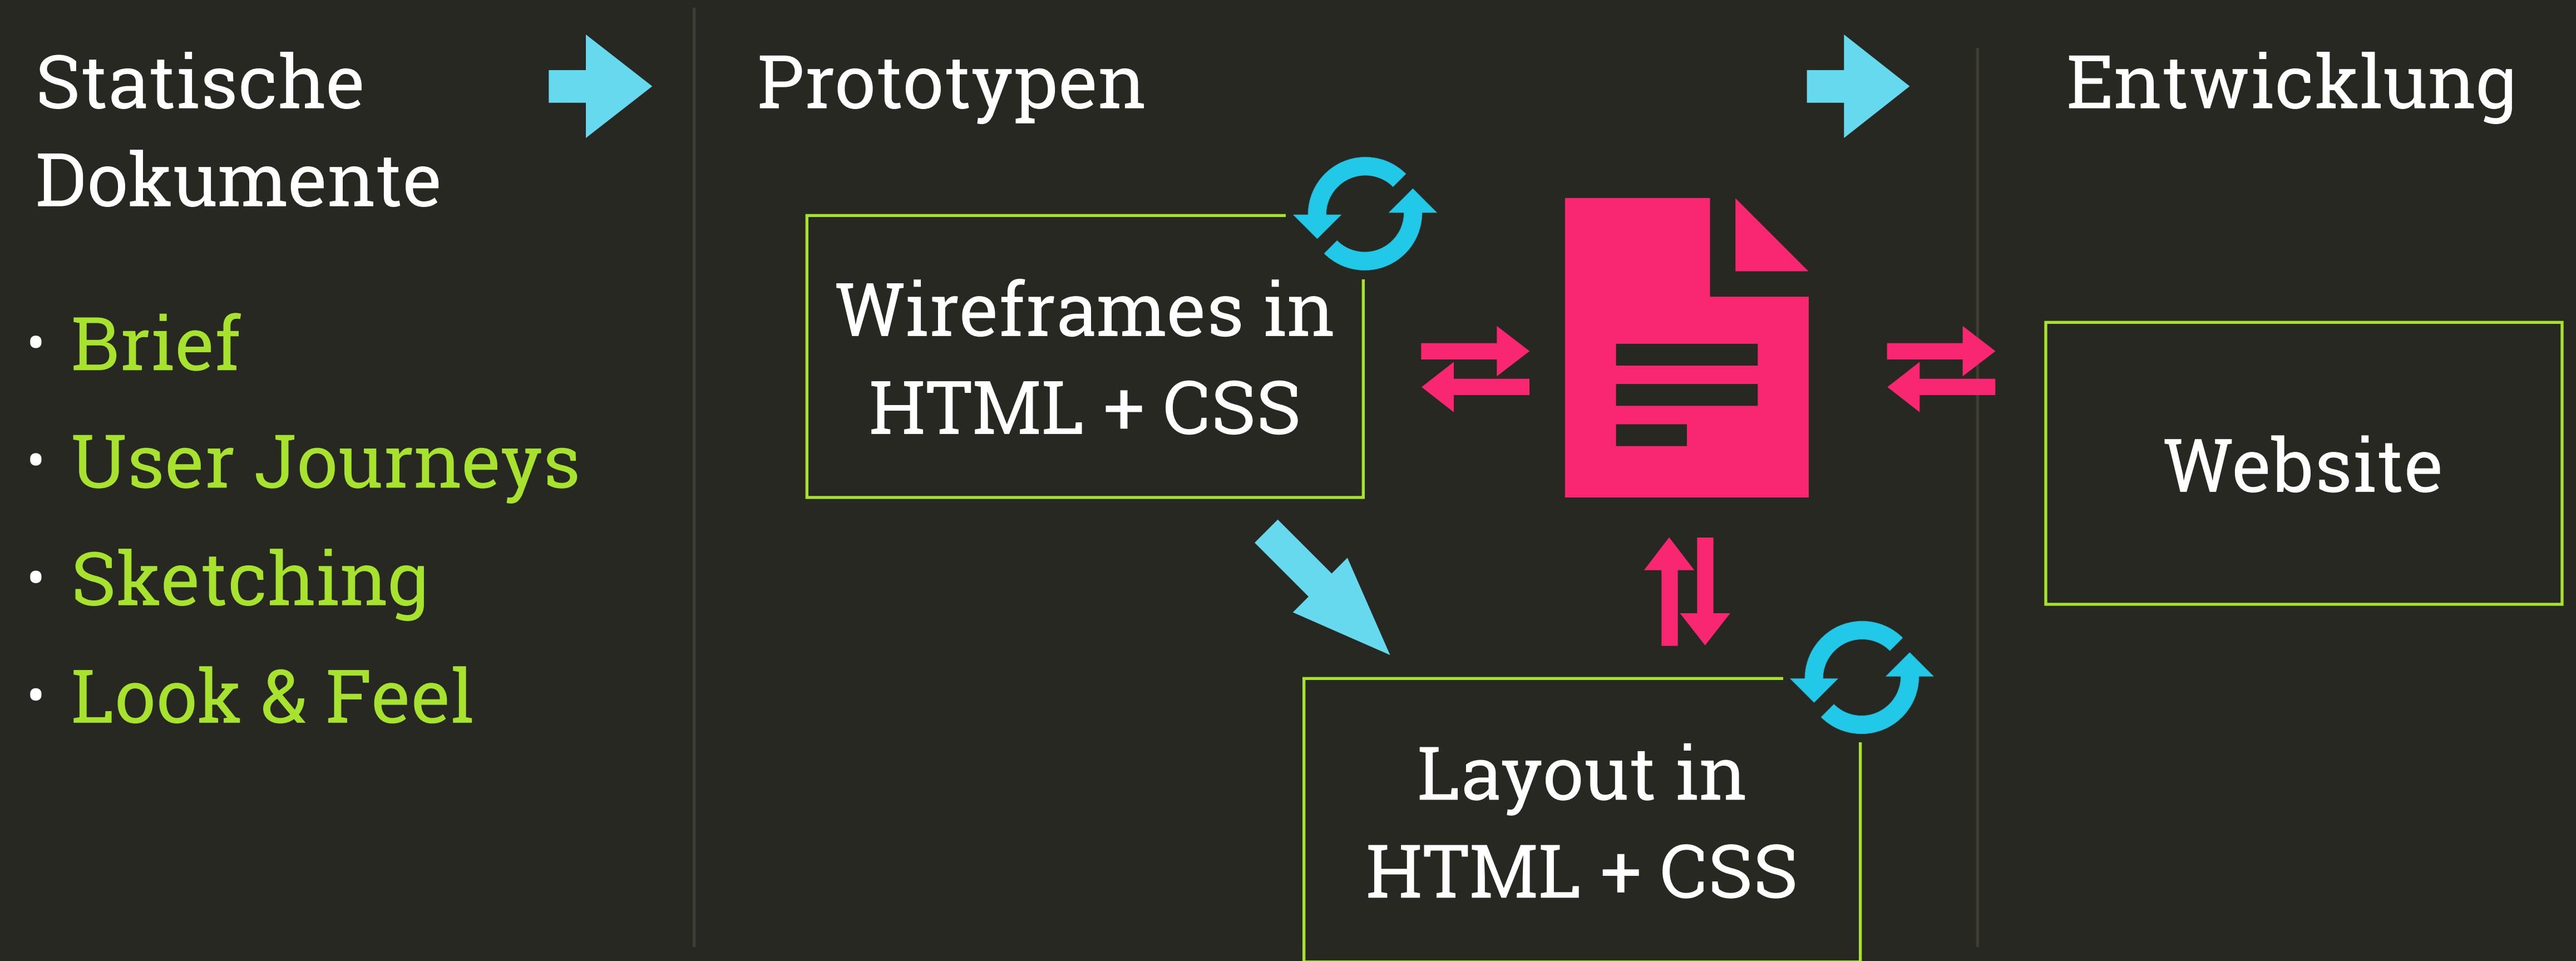 Statische
Dokumente
• Brief
• User Journeys
• Sketching
• Look & Feel
Prototypen
Wireframes in
HTML + CSS
Layout in
HTML + CSS
Entwicklung
Website